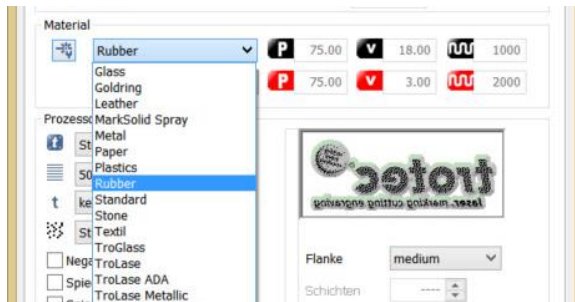 Material
Rubber P 75.00 v 18.00 1000
Glass
Goldring P 75.00 v 3.00 2000
Leather
MarkSolid Spray
Metal
Paper
Plastics
Rubber
Standard
Stone
Textil
TroGlass
TroLase
TroLase ADA
TroLase Metallic
Prozesso
St
50
t ke
St
Nega
Spie
trotec
laser. marking cutting engraving
Flanke medium
Schichten ----